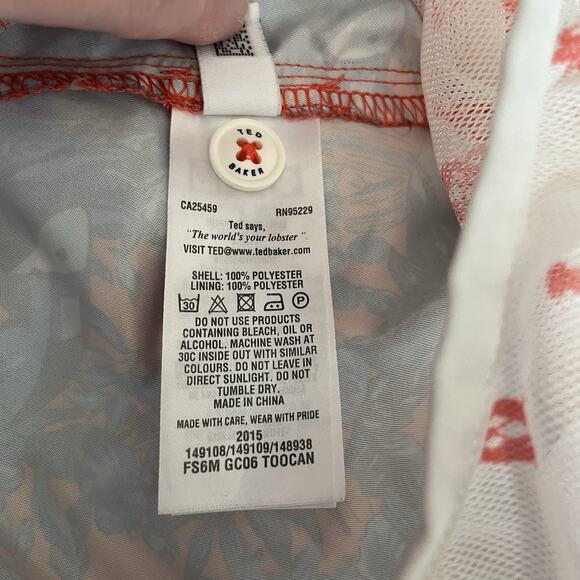 TED
BAKER
CA25459 RN95229
Ted says,
"The world's your lobster ".
VISIT TED@www.tedbaker.com
SHELL: 100% POLYESTER
LINING: 100% POLYESTER
30 P
DO NOT USE PRODUCTS
CONTAINING BLEACH, OIL OR
ALCOHOL. MACHINE WASH AT
30C INSIDE OUT WITH SIMILAR
COLOURS. DO NOT LEAVE IN
DIRECT SUNLIGHT. DO NOT
TUMBLE DRY.
MADE IN CHINA
MADE WITH CARE, WEAR WITH PRIDE
2015
149108/149109/148938
FS6M GC06 TOOCAN